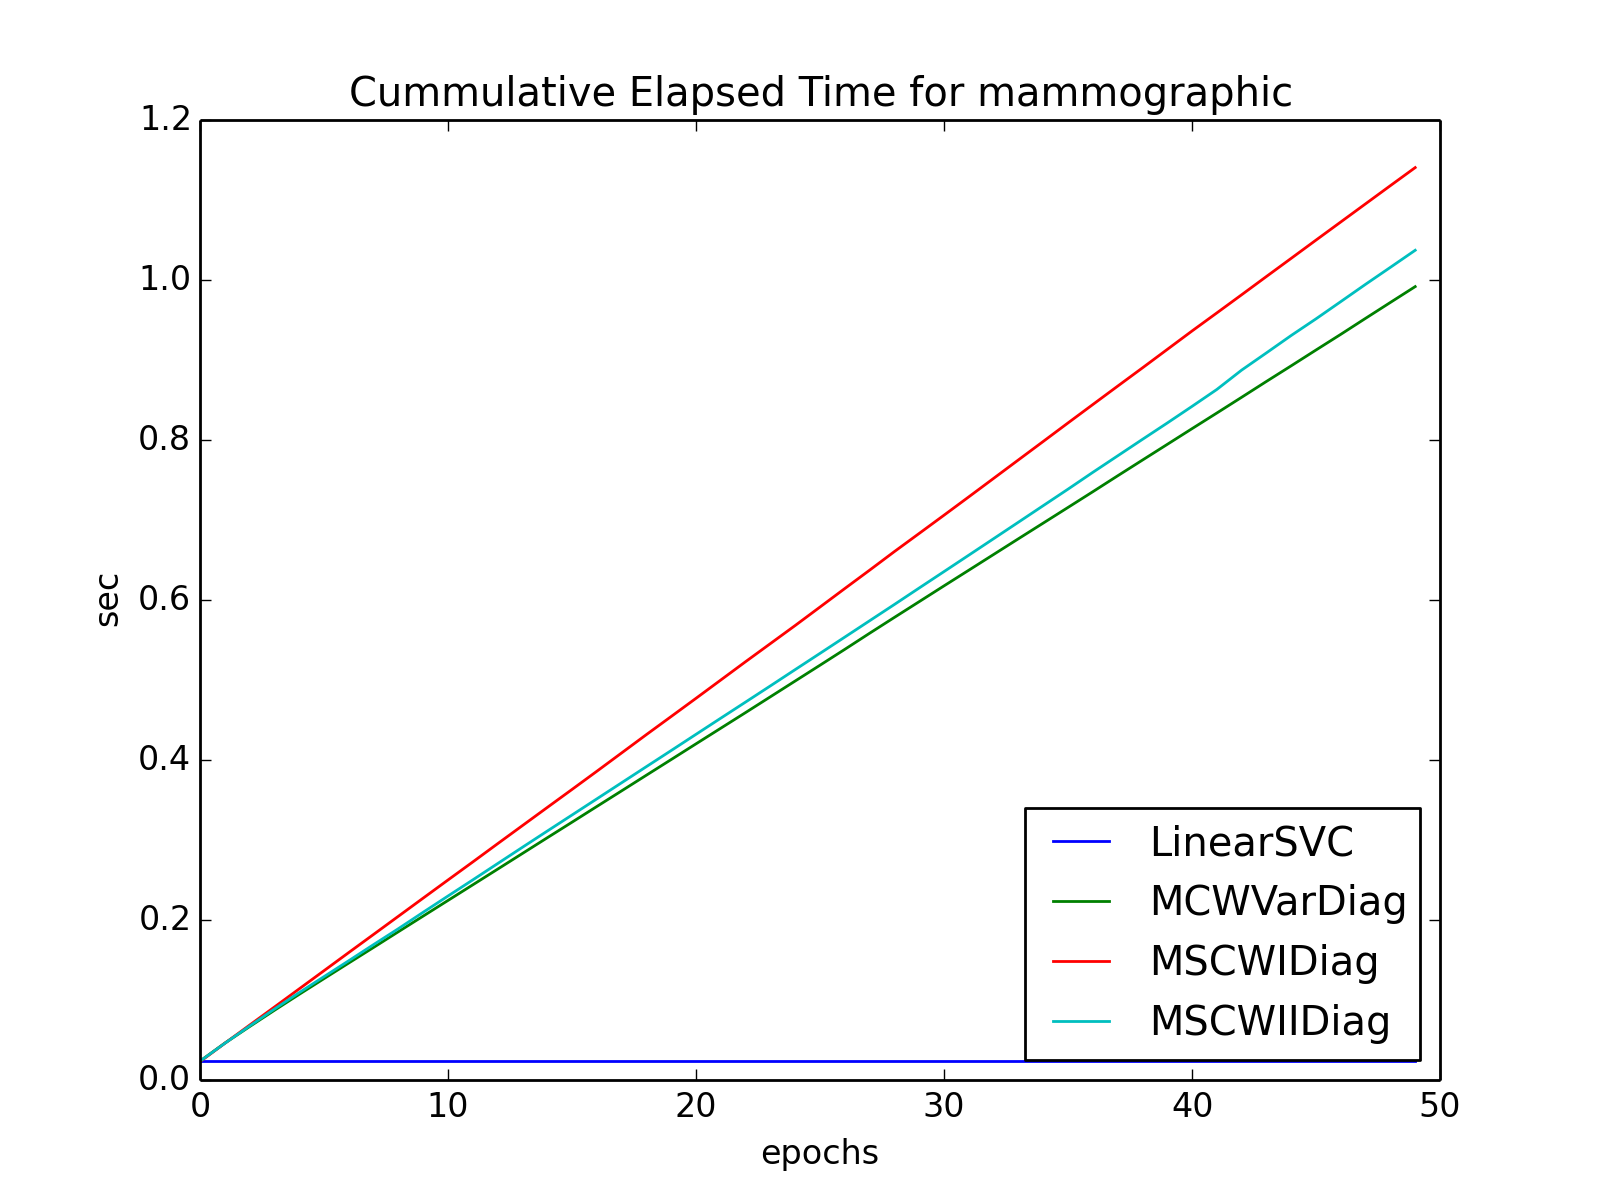 Cummulative Elapsed Time for mammographic
1.2
1.0
0.8
0.6
0.4
0.2
0.0
sec
0 10 20 30 40 50
epochs
LinearSVC
MCWVarDiag
MSCWIDiag
MSCWIIDiag